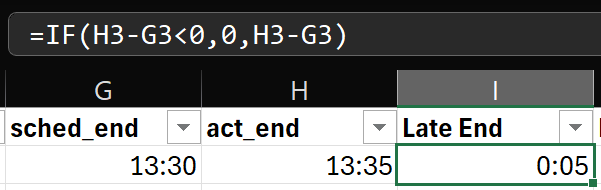 =IF(H3-G3<0,0,H3-G3)
G H I
sched_end act_end Late End
13:30 13:35 0:05